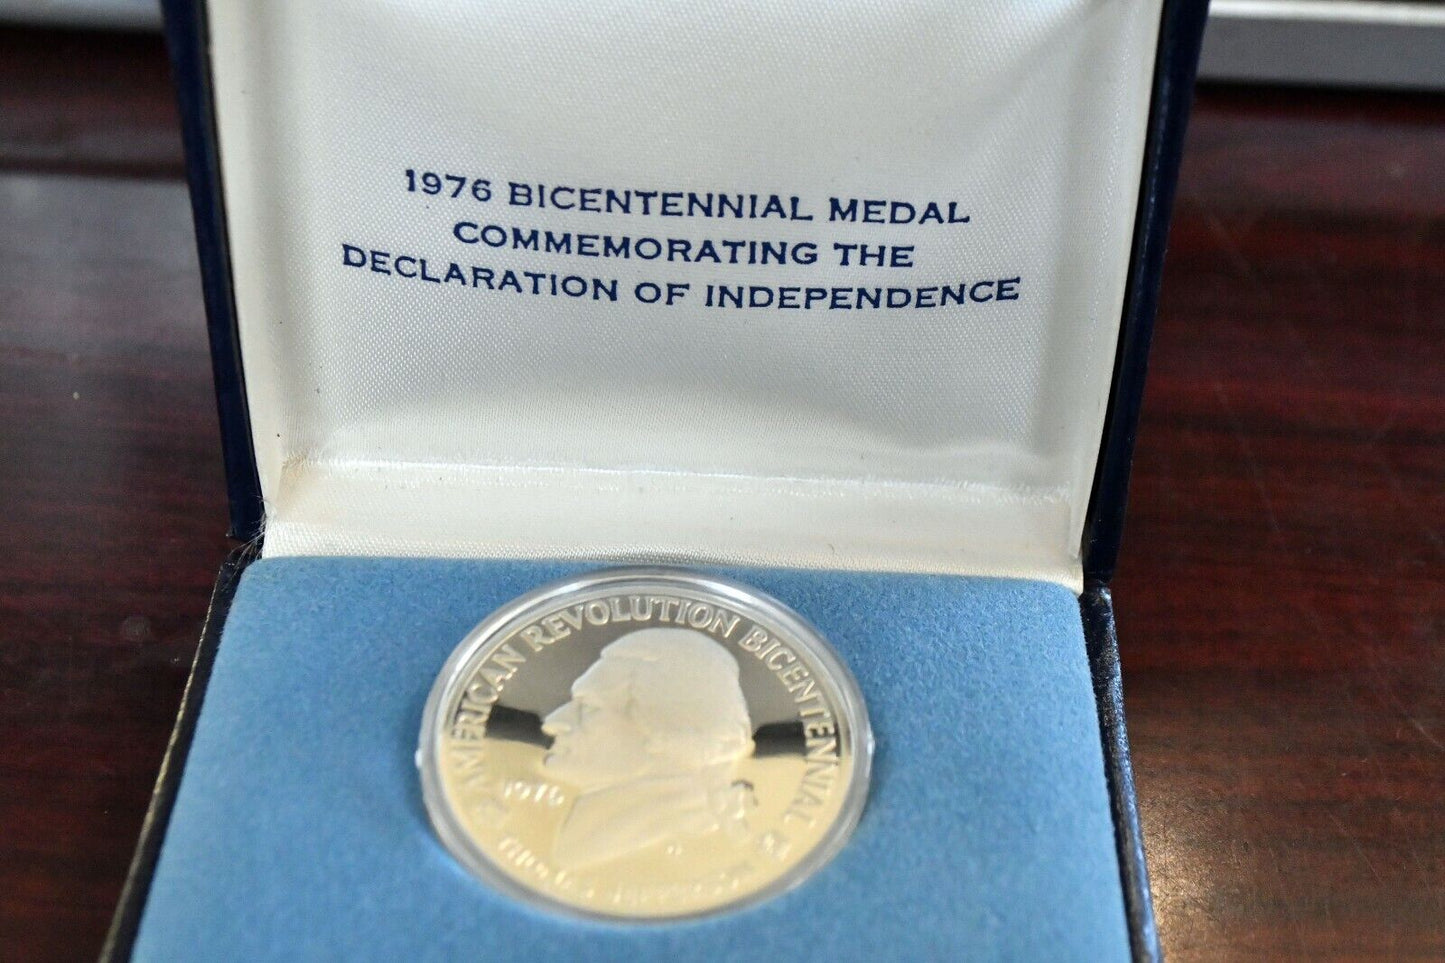 1976 BICENTENNIAL MEDAL
COMMEMORATING THE
DECLARATION OF INDEPENDENCE
AMERICAN REVOLUTION BICENTENNIAL
1976